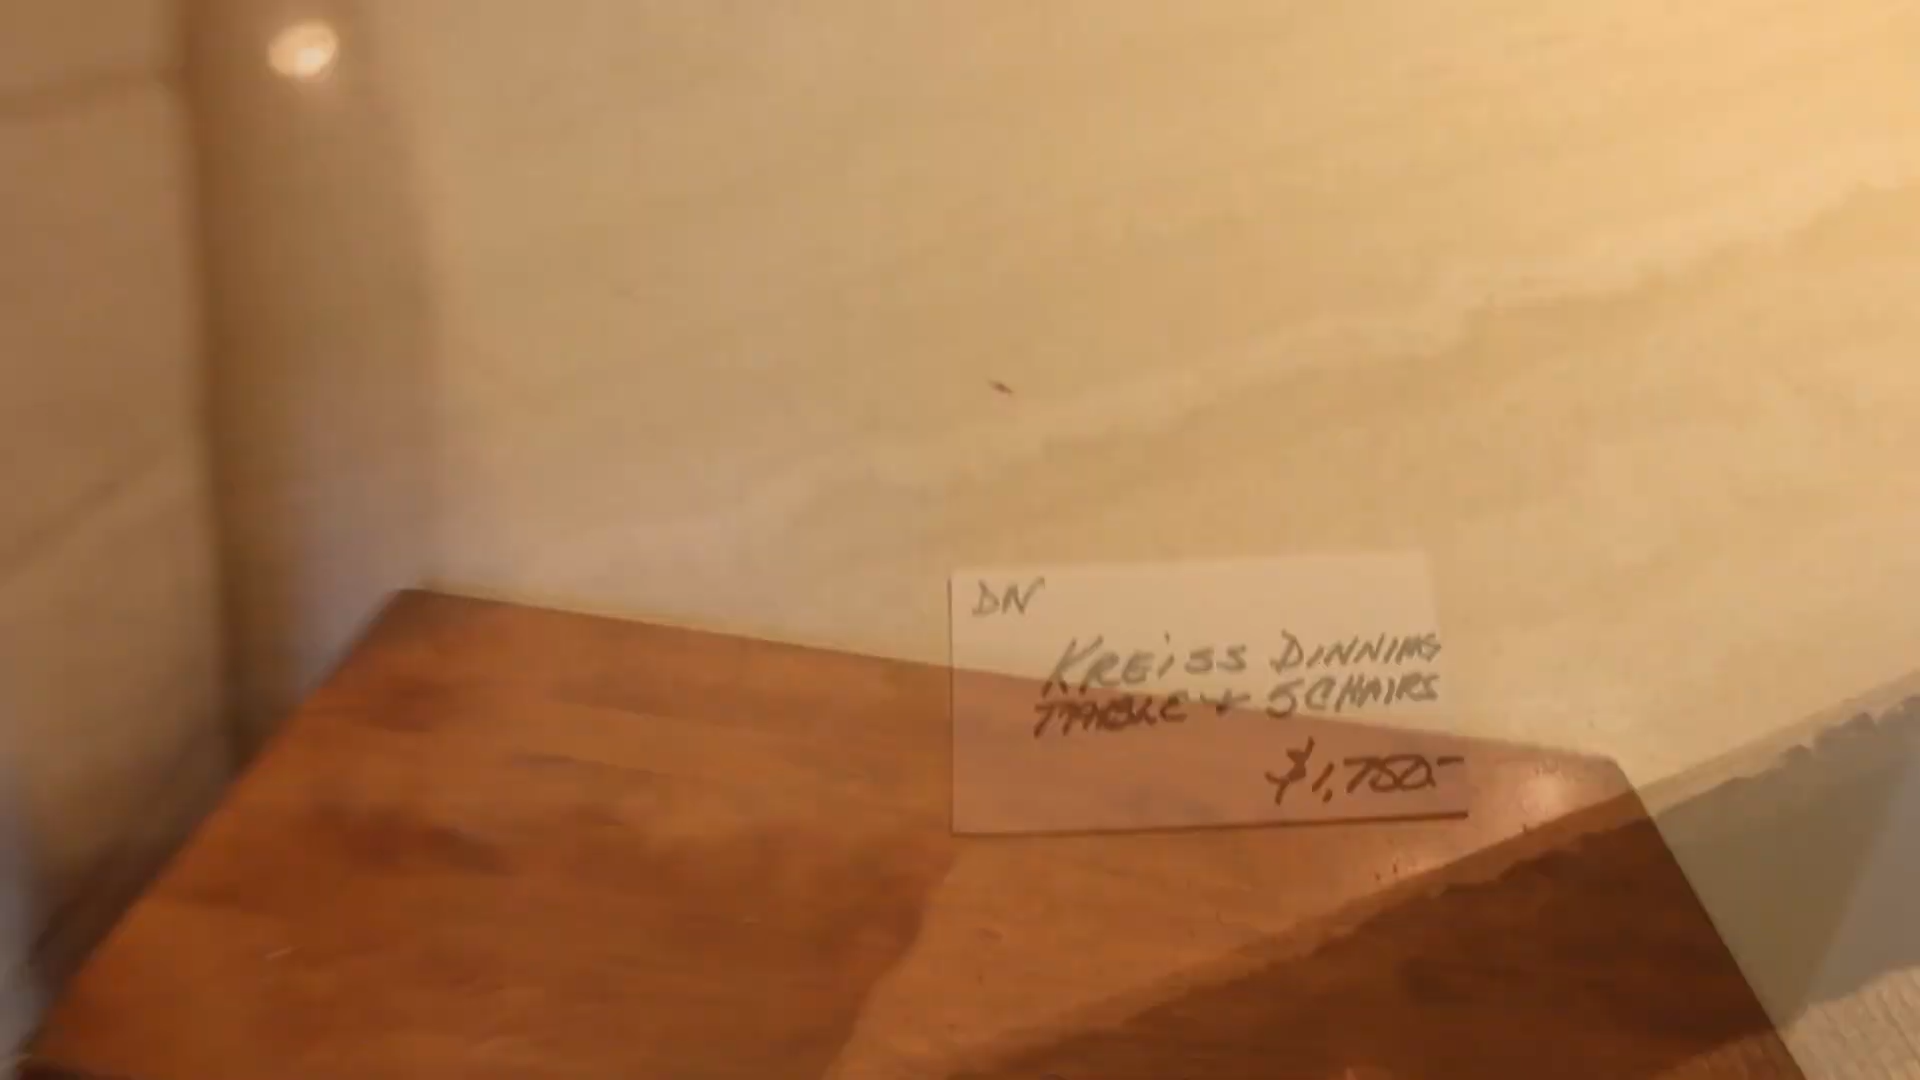 DN
KREISS DINNING
TABLE + 5 CHAIRS
$1,750.-